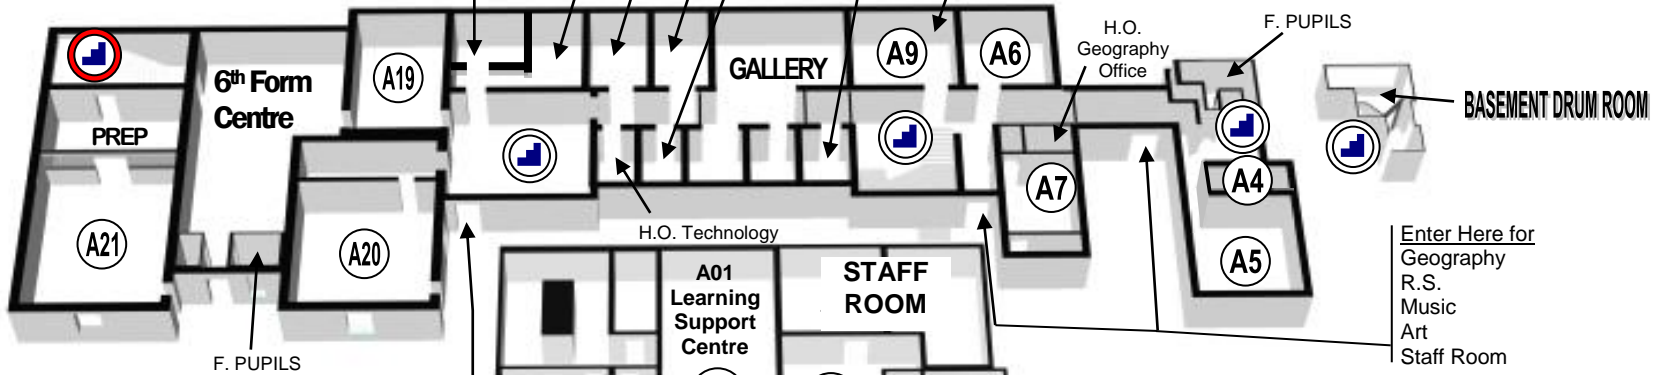 F. PUPILS
H.O.
Geography
Office
A9
A6
A19
6th Form
Centre
GALLERY
BASEMENT DRUM ROOM
PREP
A7
A4
A21
A20
H.O. Technology
A5
Enter Here for
Geography
R.S.
Music
Art
Staff Room
A01
Learning
Support
Centre
STAFF
ROOM
F. PUPILS